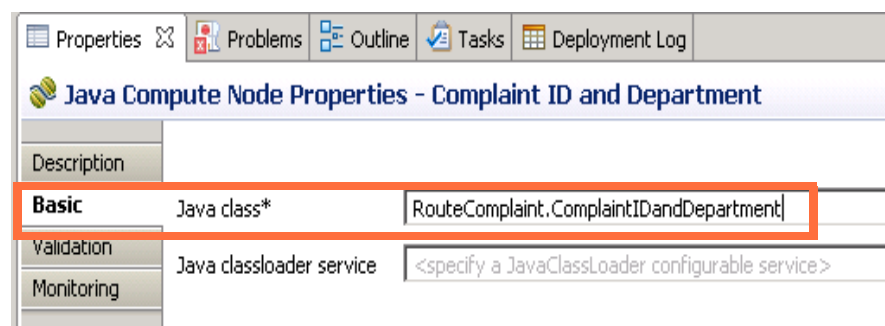 Properties Problems Outline Tasks Deployment Log
Java Compute Node Properties - Complaint ID and Department
Description
Basic Java class* RouteComplaint.ComplaintIDandDepartment
Validation
Java classloader service <specify a JavaClassLoader configurable service>
Monitoring